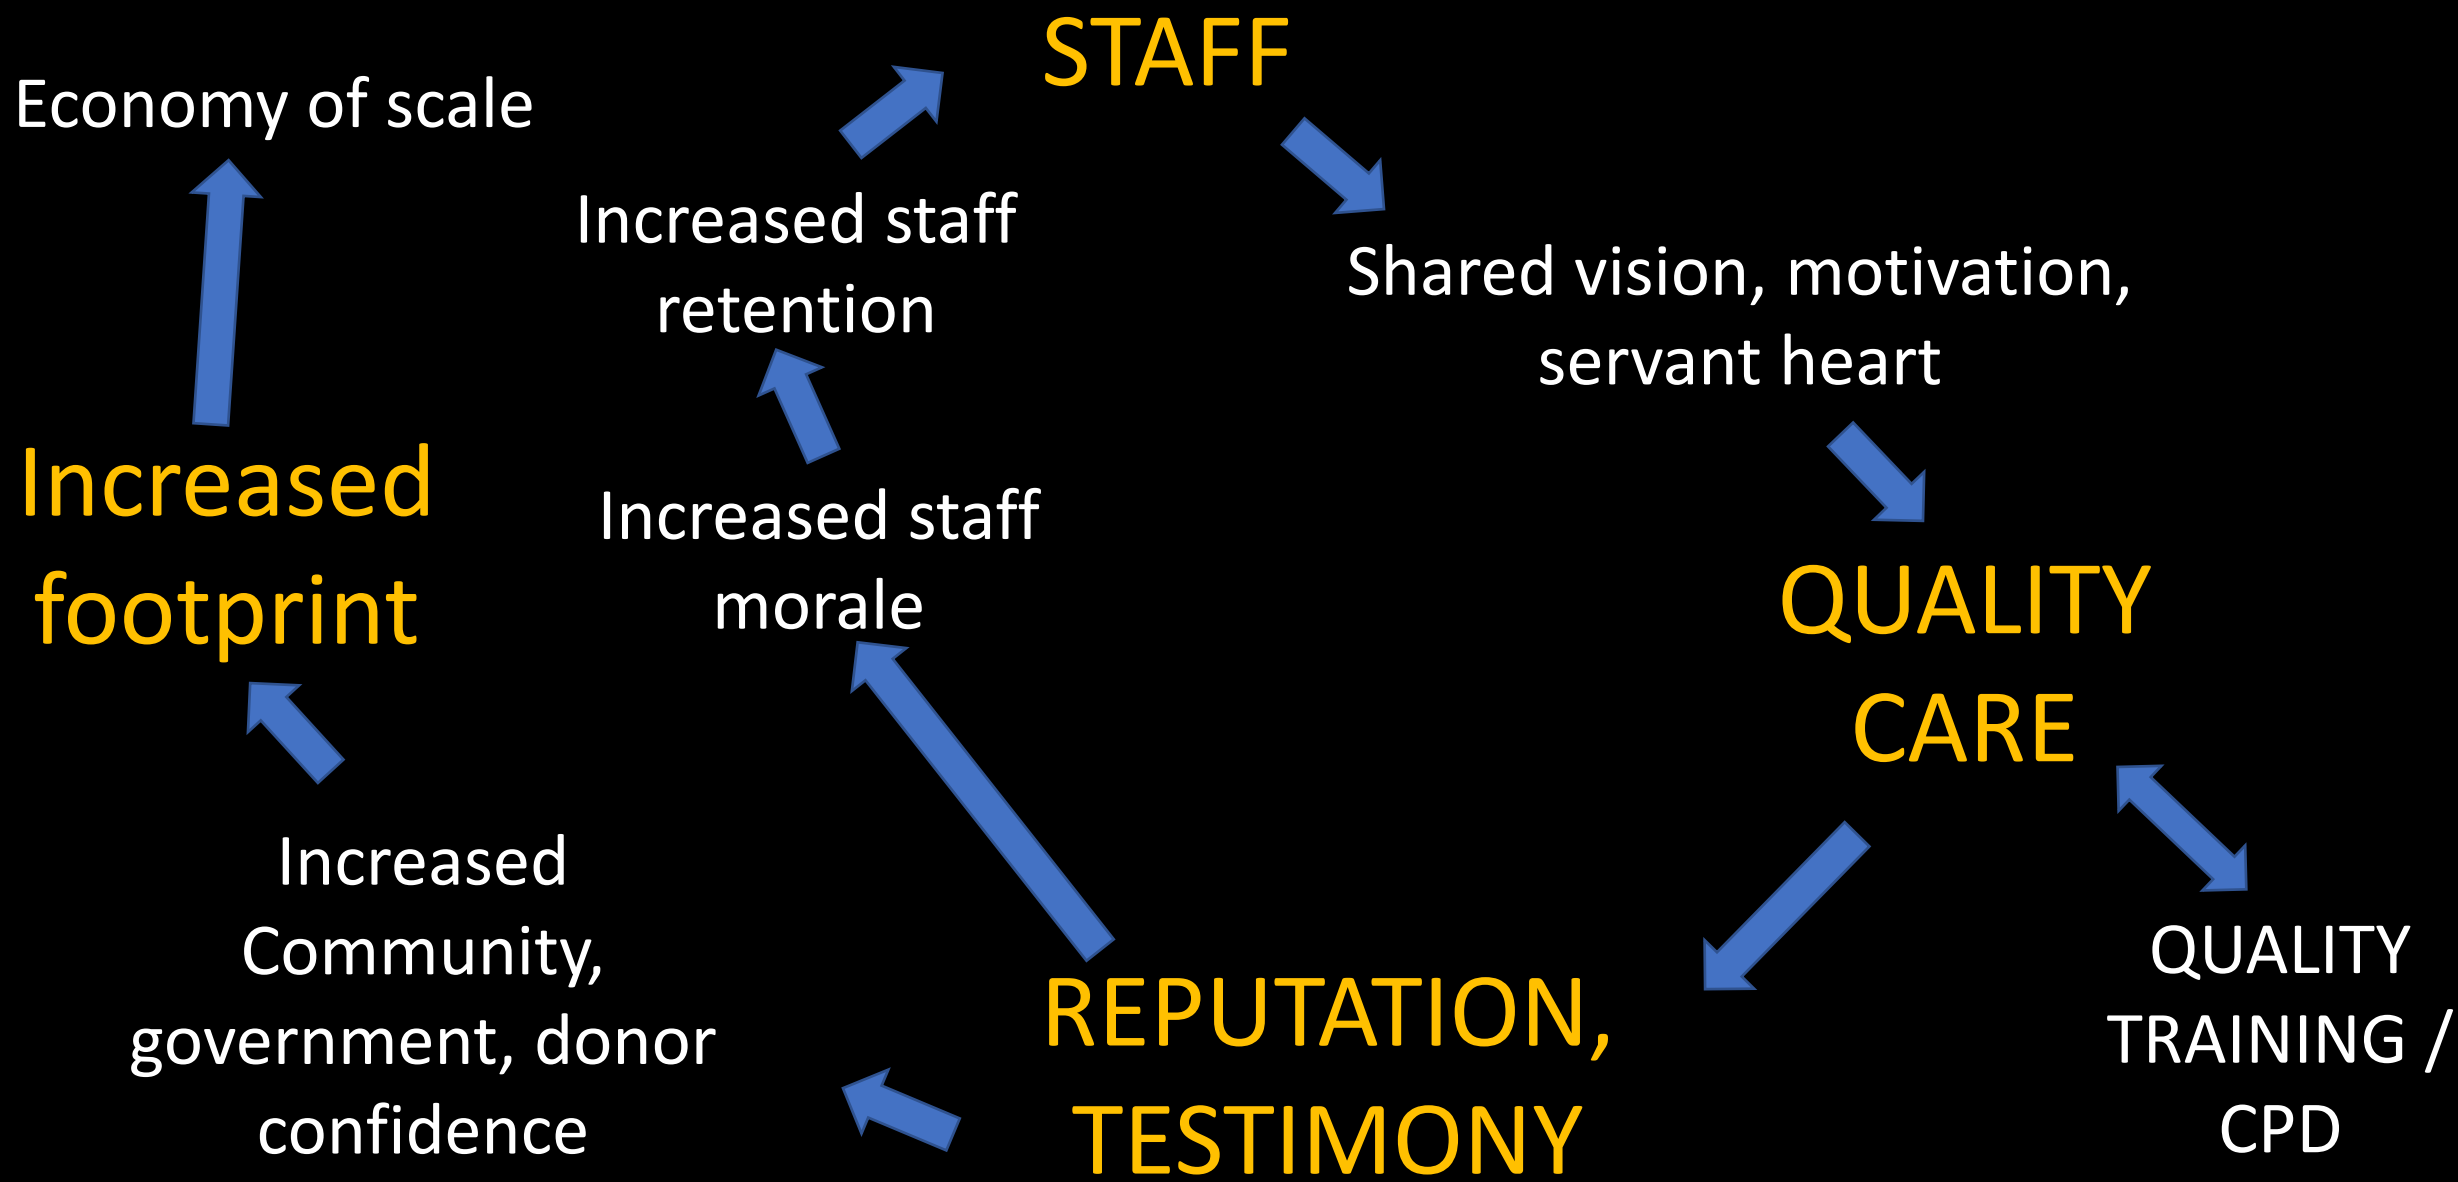 STAFF
Economy of scale
Increased staff
retention
Shared vision, motivation,
servant heart
Increased
footprint
Increased staff
morale
QUALITY
CARE
Increased
Community,
government, donor
confidence
REPUTATION,
TESTIMONY
QUALITY
TRAINING /
CPD